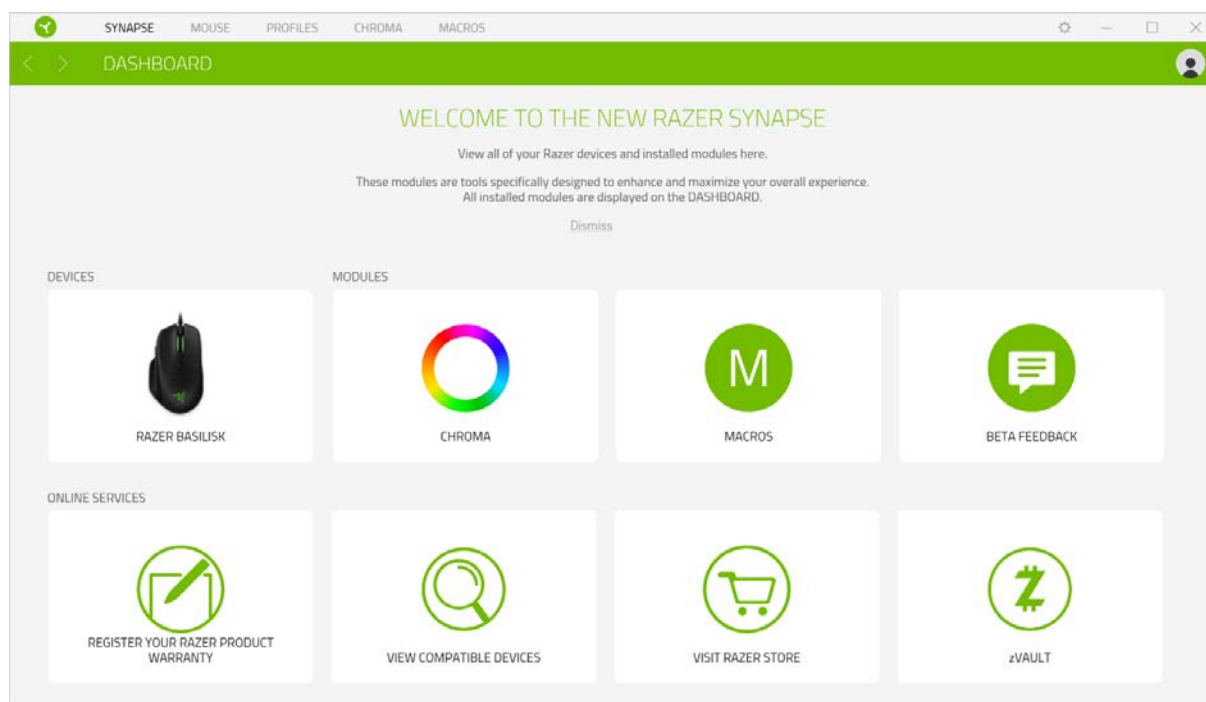 SYNAPSE MOUSE PROFILES CHROMA MACROS
DASHBOARD
WELCOME TO THE NEW RAZER SYNAPSE
View all of your Razer devices and installed modules here.
These modules are tools specifically designed to enhance and maximize your overall experience.
All installed modules are displayed on the DASHBOARD.
Dismiss
DEVICES MODULES
M
RAZER BASILISK CHROMA MACROS BETA FEEDBACK
ONLINE SERVICES
REGISTER YOUR RAZER PRODUCT
WARRANTY VIEW COMPATIBLE DEVICES VISIT RAZER STORE zVAULT